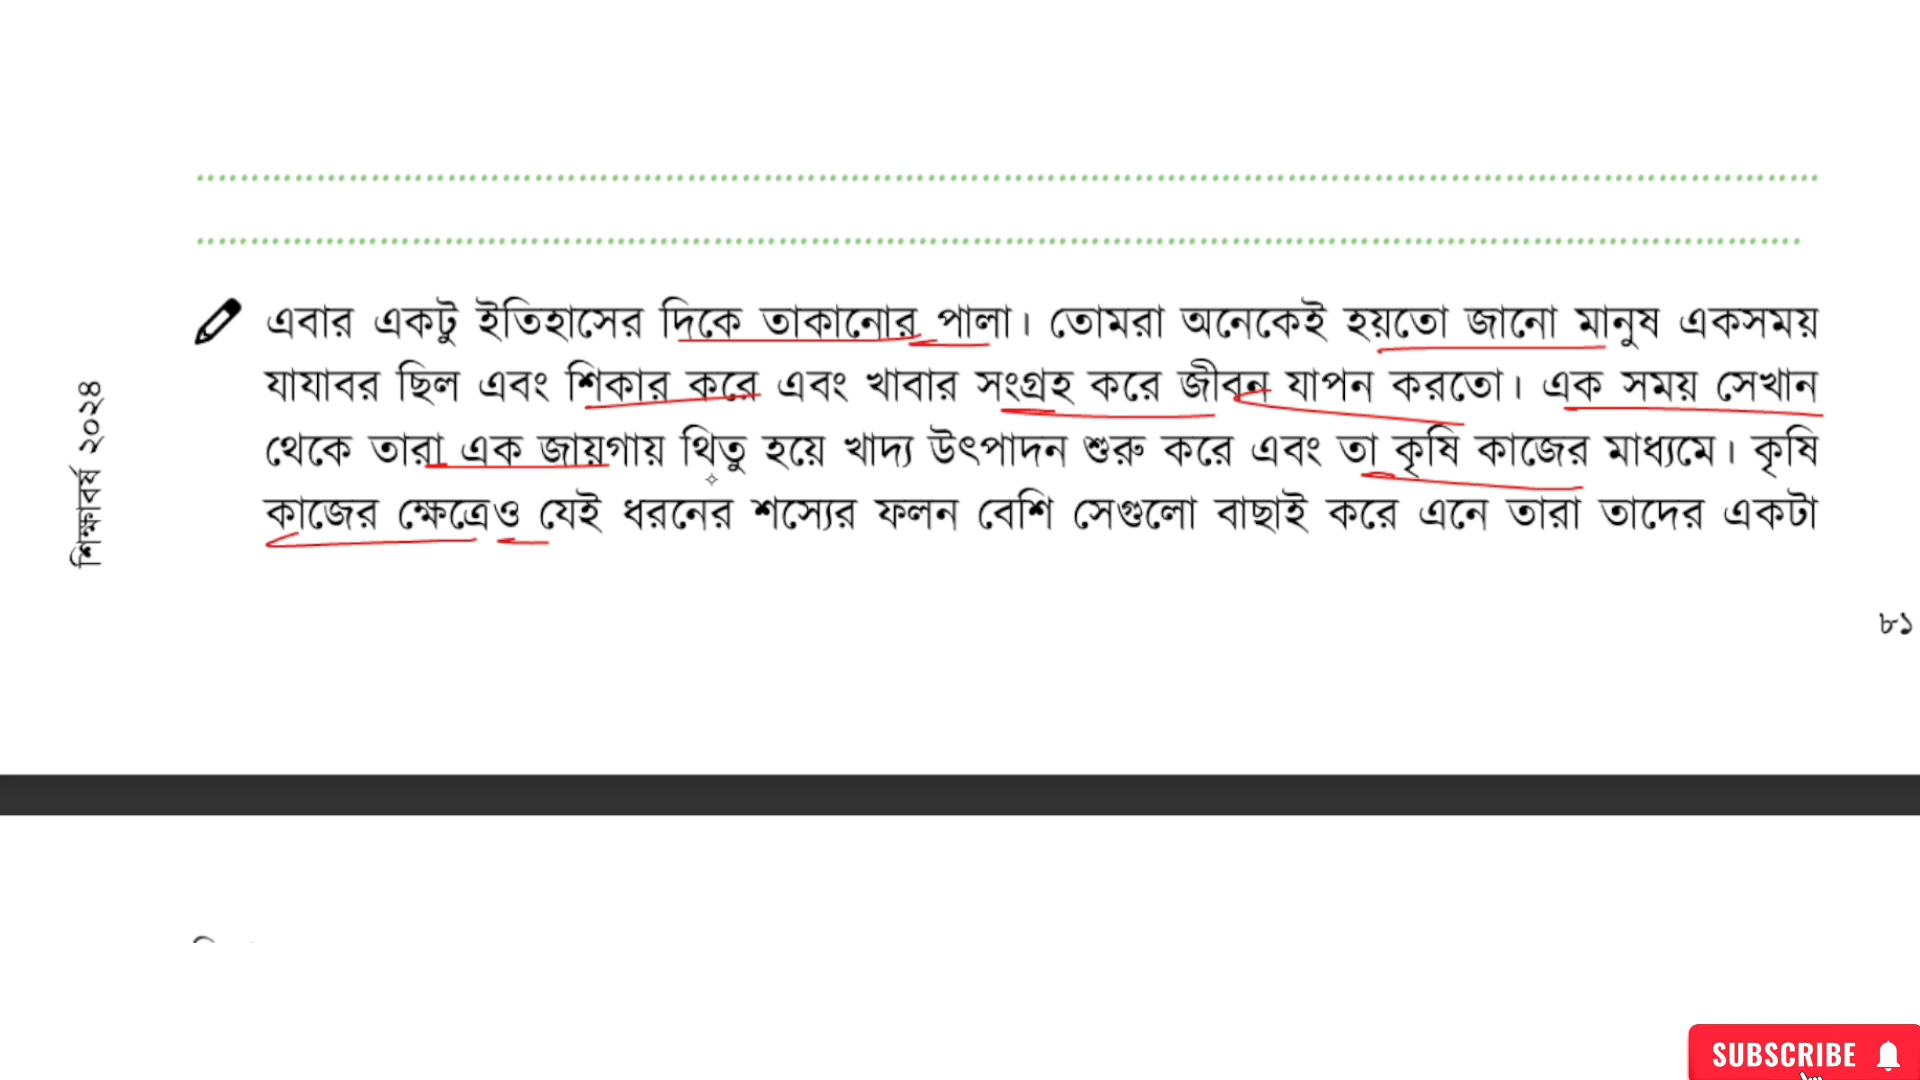 এবার একটু ইতিহাসের দিকে তাকানোর পালা। তোমরা অনেকেই হয়তো জানো মানুষ একসময়
যাযাবর ছিল এবং শিকার করে এবং খাবার সংগ্রহ করে জীবন যাপন করতো। এক সময় সেখান
থেকে তারা এক জায়গায় থিতু হয়ে খাদ্য উৎপাদন শুরু করে এবং তা কৃষি কাজের মাধ্যমে। কৃষি
কাজের ক্ষেত্রেও যেই ধরনের শস্যের ফলন বেশি সেগুলো বাছাই করে এনে তারা তাদের একটা
শিক্ষাবর্ষ ২০২৪
৮১
SUBSCRIBE